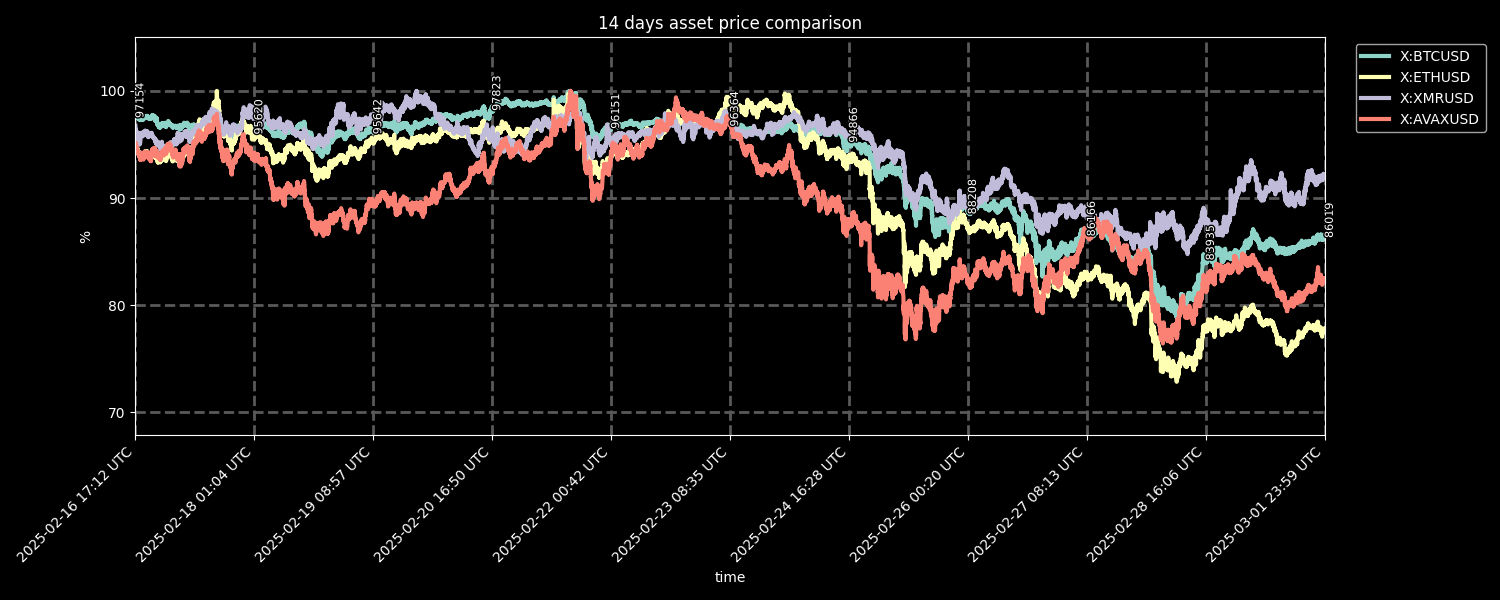 14 days asset price comparison
X:BTCUSD
X:ETHUSD
X:XMRUSD
X:AVAXUSD
%
100
90
80
70
97154
95620
95642
97823
96151
96364
94866
88208
86166
83935
86019
2025-02-16 17:12 UTC
2025-02-18 01:04 UTC
2025-02-19 08:57 UTC
2025-02-20 16:50 UTC
2025-02-22 00:42 UTC
2025-02-23 08:35 UTC
2025-02-24 16:28 UTC
2025-02-26 00:20 UTC
2025-02-27 08:13 UTC
2025-02-28 16:06 UTC
2025-03-01 23:59 UTC
time